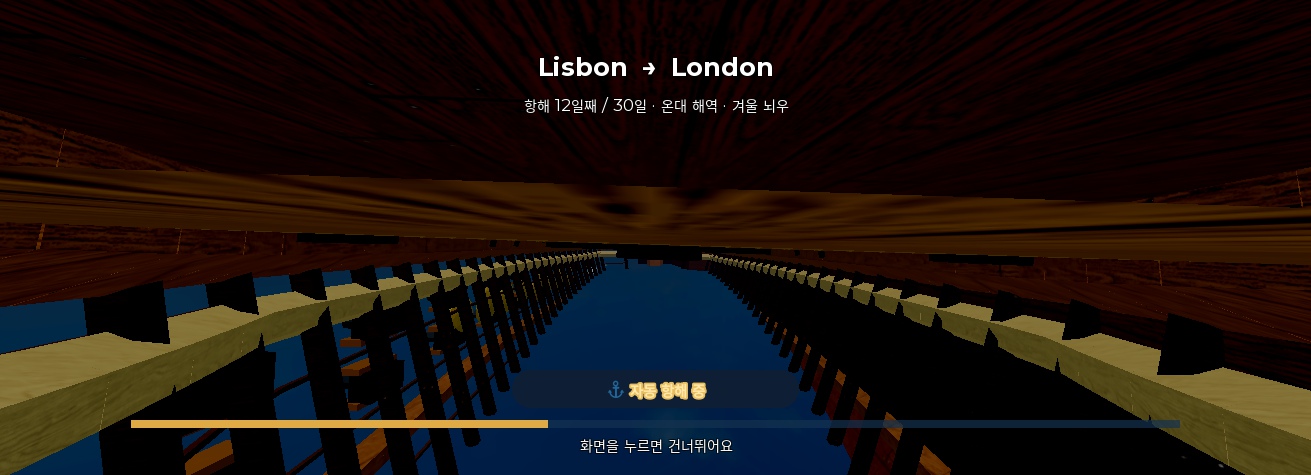 Lisbon → London
항해 12일째 / 30일 · 온대 해역 · 겨울 뇌우
⚓ 자동 항해 중
화면을 누르면 건너뛰어요